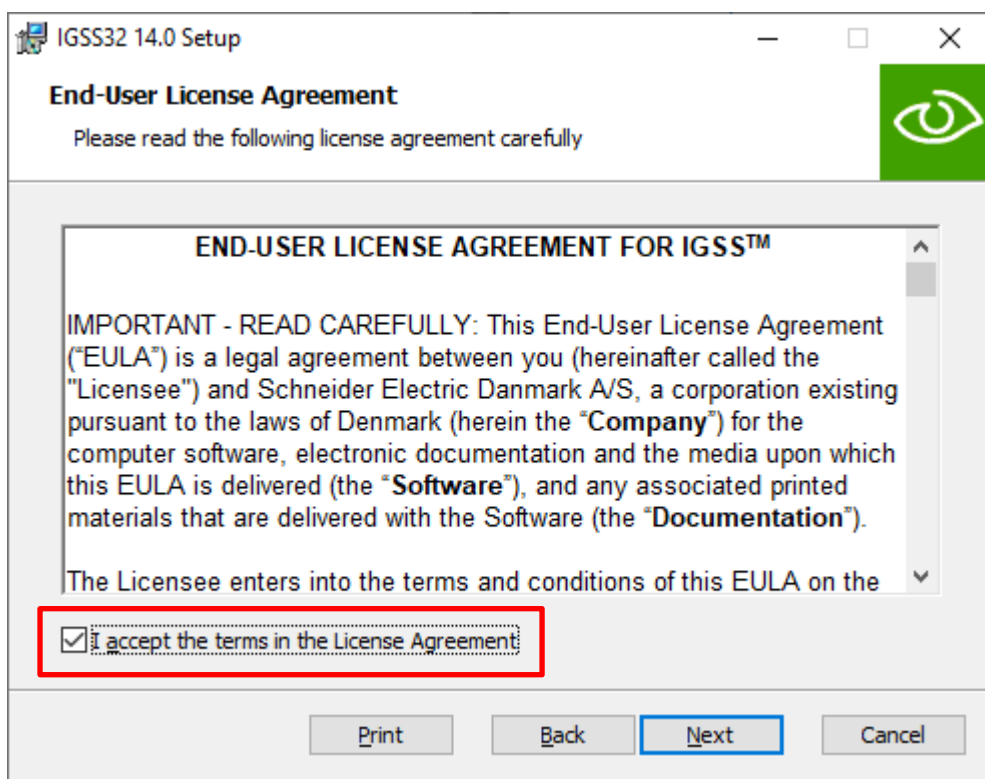 IGSS32 14.0 Setup
End-User License Agreement
Please read the following license agreement carefully
END-USER LICENSE AGREEMENT FOR IGSS™
IMPORTANT - READ CAREFULLY: This End-User License Agreement
(“EULA”) is a legal agreement between you (hereinafter called the
"Licensee") and Schneider Electric Danmark A/S, a corporation existing
pursuant to the laws of Denmark (herein the “Company”) for the
computer software, electronic documentation and the media upon which
this EULA is delivered (the “Software”), and any associated printed
materials that are delivered with the Software (the “Documentation”).
The Licensee enters into the terms and conditions of this EULA on the
I accept the terms in the License Agreement
Print Back Next Cancel